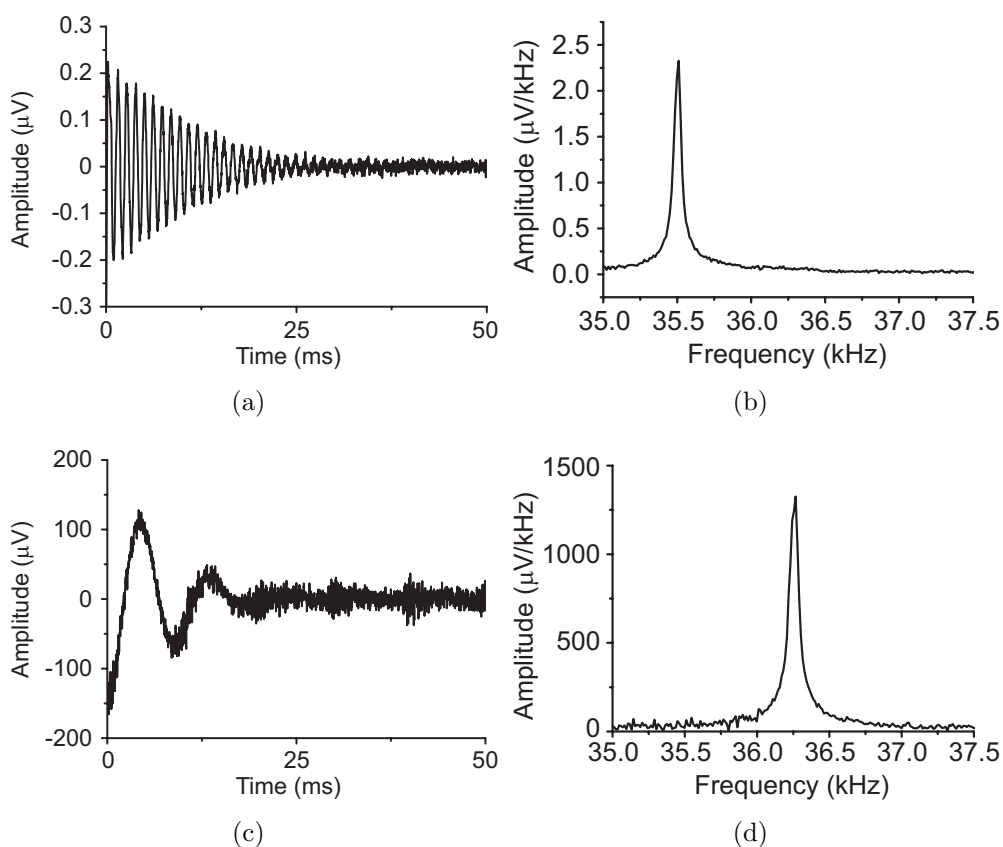 0.3
0.2
0.1
0
-0.1
-0.2
-0.3
Amplitude (μV)
0
25
50
Time (ms)
(a)
2.5
2.0
1.5
1.0
0.5
0.0
Amplitude (μV/kHz)
35.0 35.5 36.0 36.5 37.0 37.5
Frequency (kHz)
(b)
200
100
0
-100
-200
Amplitude (μV)
0
25
50
Time (ms)
(c)
1500
1000
500
0
Amplitude (μV/kHz)
35.0 35.5 36.0 36.5 37.0 37.5
Frequency (kHz)
(d)